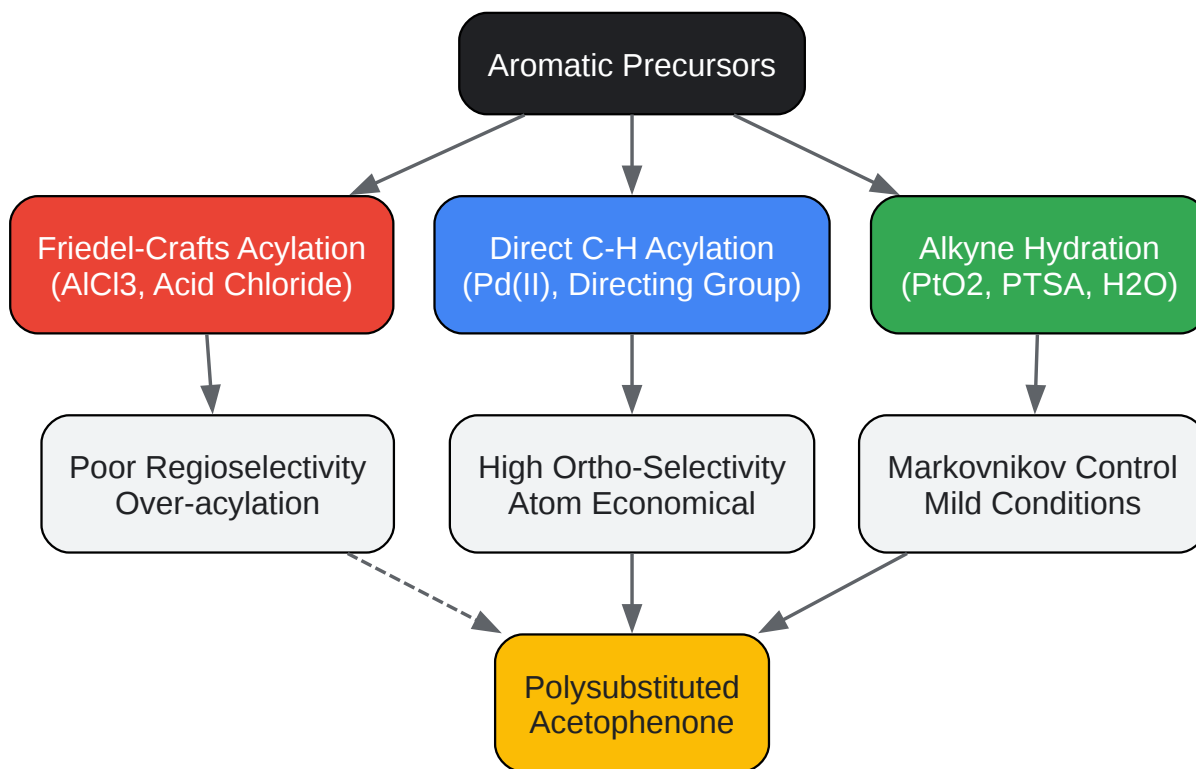 Aromatic Precursors
Friedel-Crafts Acylation
(AlCl3, Acid Chloride)
Direct C-H Acylation
(Pd(II), Directing Group)
Alkyne Hydration
(PtO2, PTSA, H2O)
Poor Regioselectivity
Over-acylation
High Ortho-Selectivity
Atom Economical
Markovnikov Control
Mild Conditions
Polysubstituted
Acetophenone